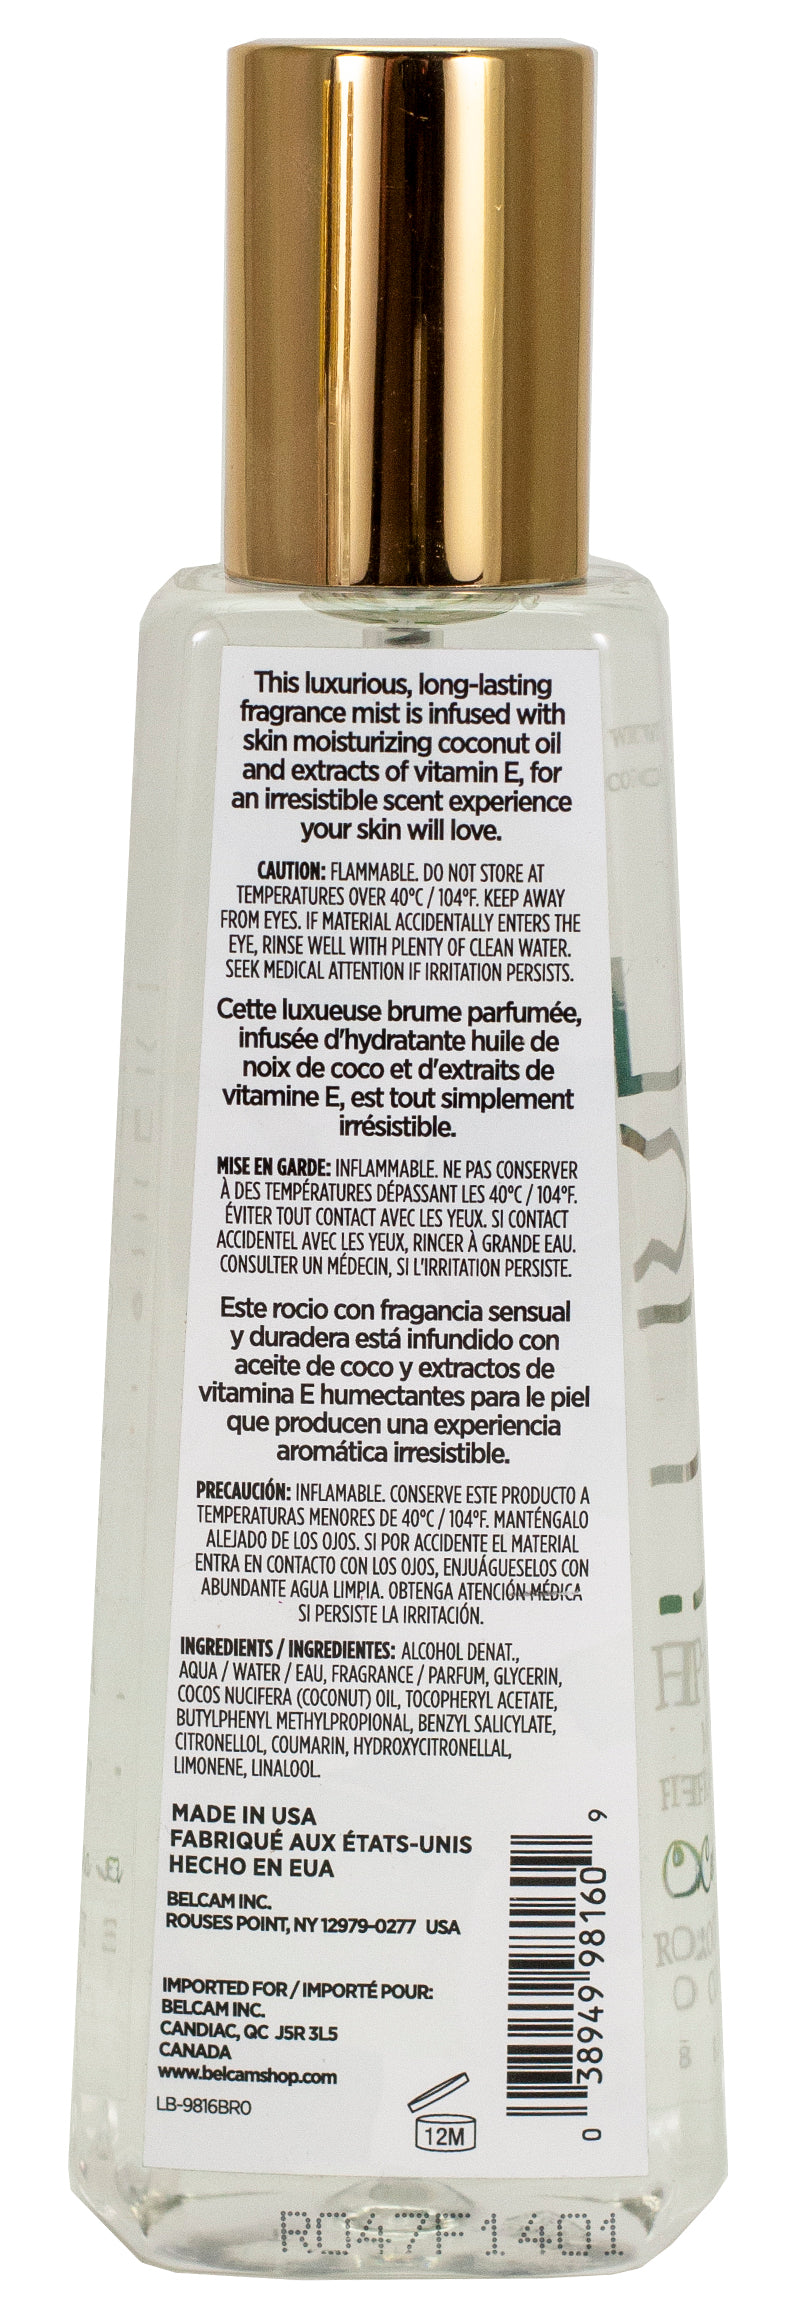 This luxurious, long-lasting
fragrance mist is infused with
skin moisturizing coconut oil
and extracts of vitamin E, for
an irresistible scent experience
your skin will love.
CAUTION: FLAMMABLE. DO NOT STORE AT
TEMPERATURES OVER 40°C / 104°F. KEEP AWAY
FROM EYES. IF MATERIAL ACCIDENTALLY ENTERS THE
EYE, RINSE WELL WITH PLENTY OF CLEAN WATER.
SEEK MEDICAL ATTENTION IF IRRITATION PERSISTS.
Cette luxueuse brume parfumée,
infusée d'hydratante huile de
noix de coco et d'extraits de
vitamine E, est tout simplement
irrésistible.
MISE EN GARDE: INFLAMMABLE. NE PAS CONSERVER
À DES TEMPÉRATURES DÉPASSANT LES 40°C / 104°F.
ÉVITER TOUT CONTACT AVEC LES YEUX. SI CONTACT
ACCIDENTEL AVEC LES YEUX, RINCER À GRANDE EAU.
CONSULTER UN MÉDECIN, SI L'IRRITATION PERSISTE.
Este rocio con fragancia sensual
y duradera está infundido con
aceite de coco y extractos de
vitamina E humectantes para le piel
que producen una experiencia
aromática irresistible.
PRECAUCIÓN: INFLAMABLE. CONSERVE ESTE PRODUCTO A
TEMPERATURAS MENORES DE 40°C / 104°F. MANTÉNGALO
ALEJADO DE LOS OJOS. SI POR ACCIDENTE EL MATERIAL
ENTRA EN CONTACTO CON LOS OJOS, ENJUÁGUESELOS CON
ABUNDANTE AGUA LIMPIA. OBTENGA ATENCIÓN MÉDICA
SI PERSISTE LA IRRITACIÓN.
INGREDIENTS / INGREDIENTES: ALCOHOL DENAT.,
AQUA / WATER / EAU, FRAGRANCE / PARFUM, GLYCERIN,
COCOS NUCIFERA (COCONUT) OIL, TOCOPHERYL ACETATE,
BUTYLPHENYL METHYLPROPIONAL, BENZYL SALICYLATE,
CITRONELLOL, COUMARIN, HYDROXYCITRONELLAL,
LIMONENE, LINALOOL.
MADE IN USA
FABRIQUÉ AUX ÉTATS-UNIS
HECHO EN EUA
BELCAM INC.
ROUSES POINT, NY 12979-0277 USA
IMPORTED FOR / IMPORTÉ POUR:
BELCAM INC.
CANDIAC, QC J5R 3L5
CANADA
www.belcamshop.com
LB-9816BR0
12M
0 38949 98160 9
R047F1401